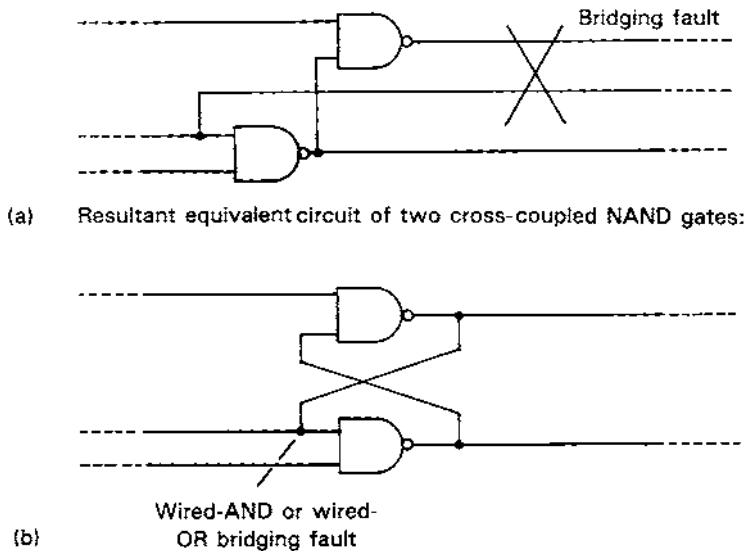 Bridging fault
(a) Resultant equivalent circuit of two cross-coupled NAND gates:
Wired-AND or wired-
OR bridging fault
(b)